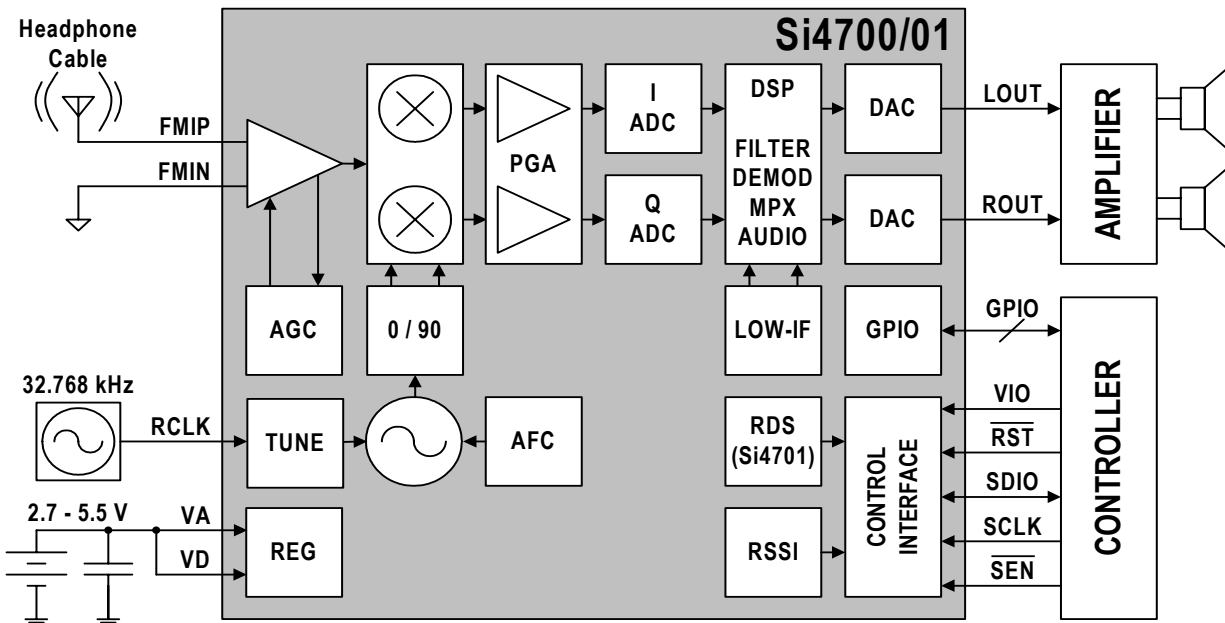 Si4700/01
Headphone
Cable
FMIP
FMIN
PGA
I
ADC
Q
ADC
DSP
FILTER
DEMOD
MPX
AUDIO
DAC
DAC
LOUT
ROUT
AMPLIFIER
AGC
0 / 90
LOW-IF
GPIO
GPIO
32.768 kHz
RCLK
TUNE
AFC
RDS
(Si4701)
CONTROL
INTERFACE
VIO
RST
SDIO
SCLK
SEN
CONTROLLER
2.7 - 5.5 V
VA
VD
REG
RSSI